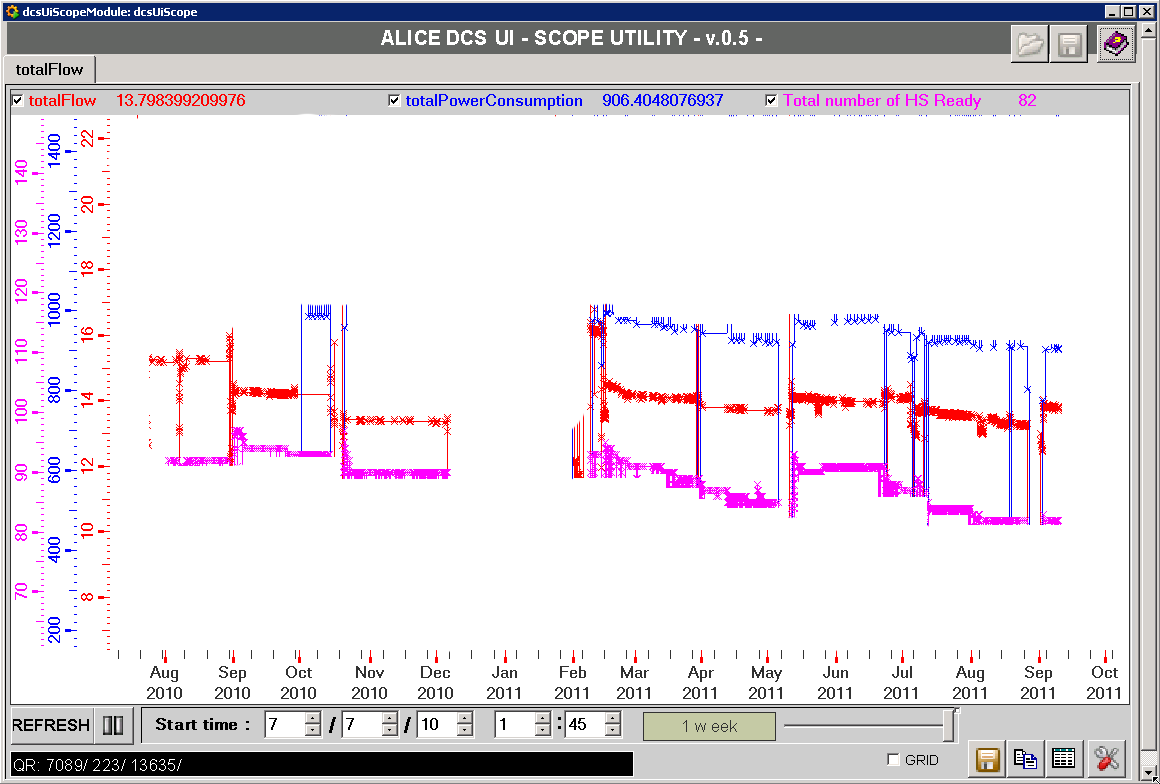 dcsUiScopeModule: dcsUiScope
ALICE DCS UI - SCOPE UTILITY - v.0.5 -
totalFlow
totalFlow 13.798399209976 totalPowerConsumption 906.4048076937 Total number of HS Ready 82
140 130 120 110 100 90 80 70
1400 1200 1000 800 600 400 200
22 20 18 16 14 12 10 8
Aug Sep Oct Nov Dec Jan Feb Mar Apr May Jun Jul Aug Sep Oct
2010 2010 2010 2010 2010 2011 2011 2011 2011 2011 2011 2011 2011 2011 2011
REFRESH Start time : 7 / 7 / 10 1 : 45 1 week
GRID
QR: 7089/ 223/ 13635/